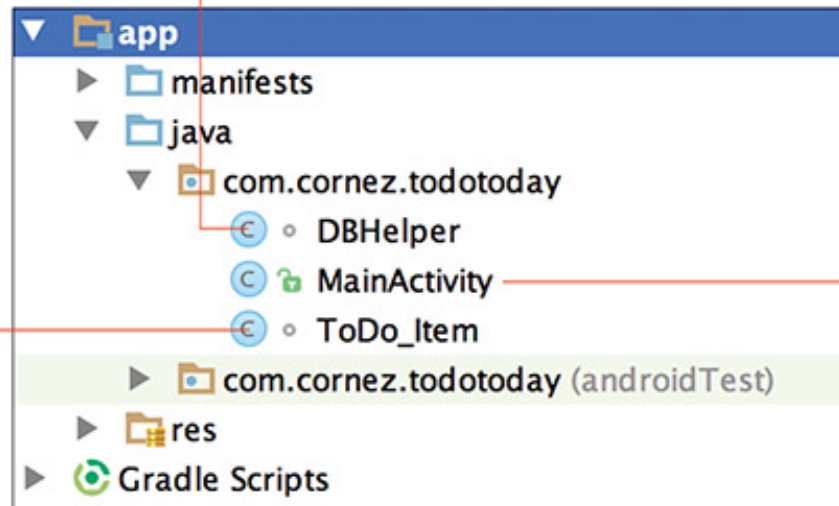 app
manifests
java
com.cornez.todotoday
DBHelper
MainActivity
ToDo_Item
com.cornez.todotoday (androidTest)
res
Gradle Scripts